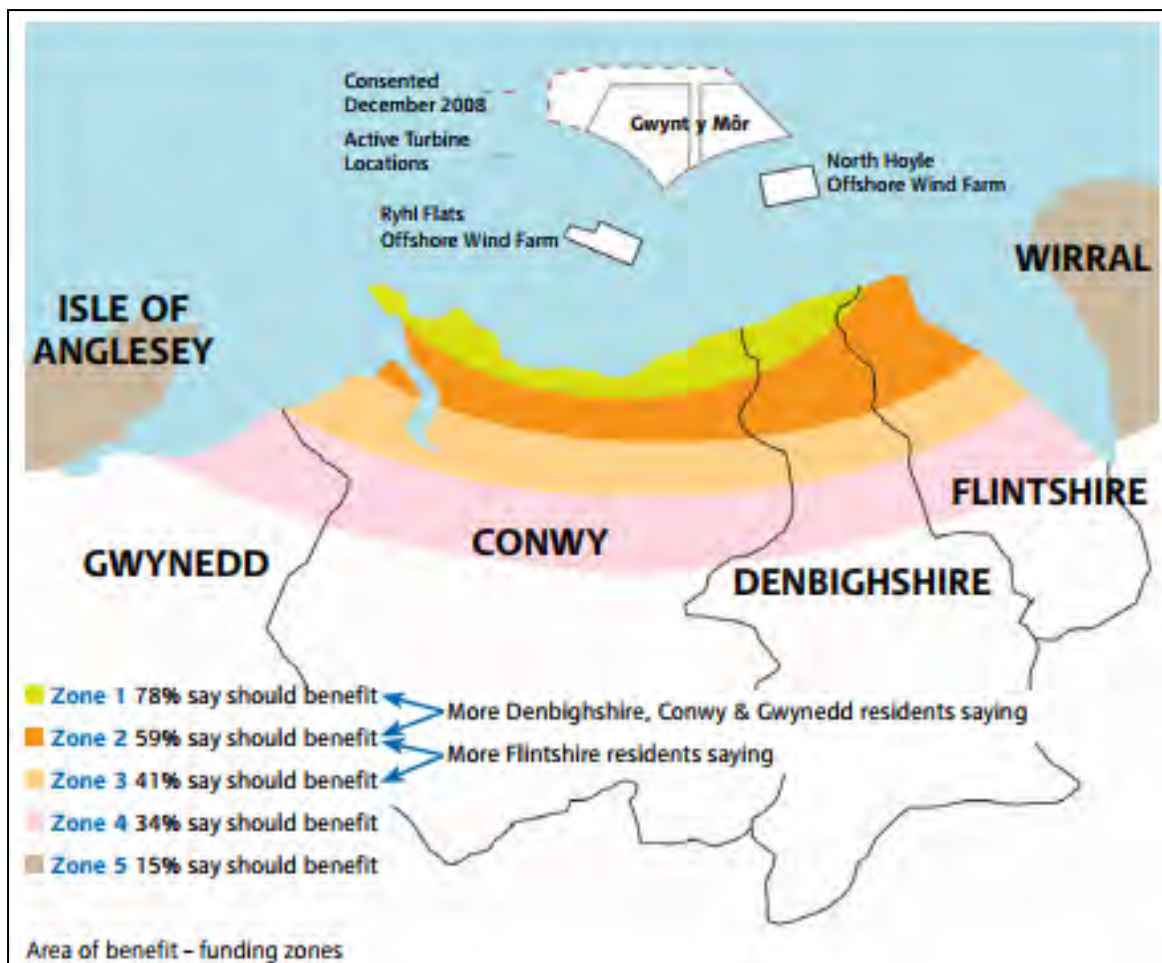 Consented
December 2008
Active Turbine
Locations
Gwynt y Môr
North Hoyle
Offshore Wind Farm
Ryhl Flats
Offshore Wind Farm
WIRRAL
ISLE OF
ANGLESEY
FLINTSHIRE
CONWY
GWYNEDD
DENBIGHSHIRE
Zone 1 78% say should benefit
More Denbighshire, Conwy & Gwynedd residents saying
Zone 2 59% say should benefit
More Flintshire residents saying
Zone 3 41% say should benefit
Zone 4 34% say should benefit
Zone 5 15% say should benefit
Area of benefit – funding zones